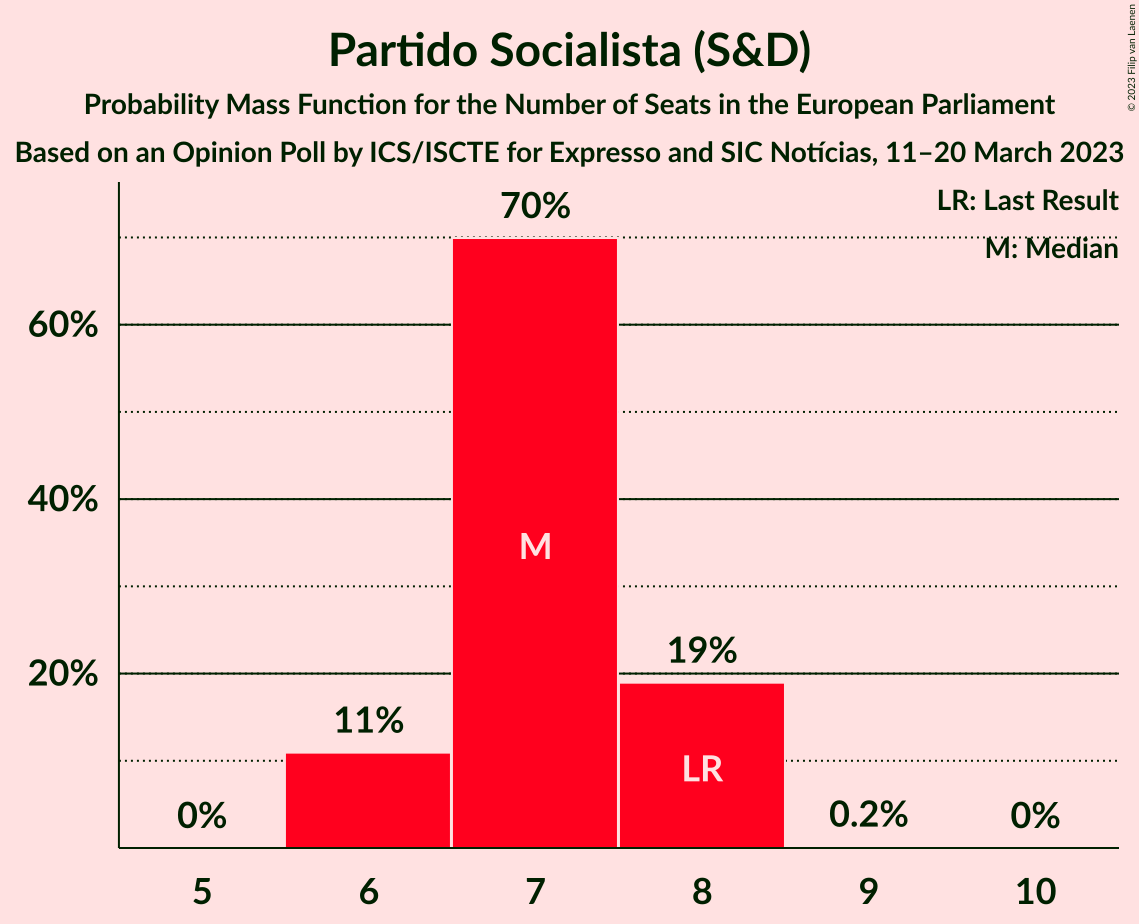 Partido Socialista (S&D)
Probability Mass Function for the Number of Seats in the European Parliament
Based on an Opinion Poll by ICS/ISCTE for Expresso and SIC Notícias, 11–20 March 2023
© 2023 Filip van Laenen
LR: Last Result
M: Median
70%
60%
40%
M
20%
19%
11%
LR
0%
0.2%
0%
5
6
7
8
9
10